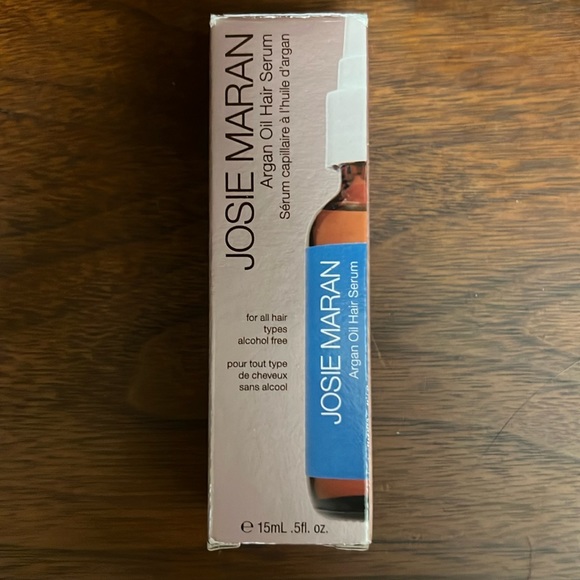 JOSIE MARAN
Argan Oil Hair Serum
Sérum capillaire à l'huile d'argan
for all hair
types
alcohol free
pour tout type
de cheveux
sans alcool
JOSIE MARAN
Argan Oil Hair Serum
℮ 15mL .5fl. oz.